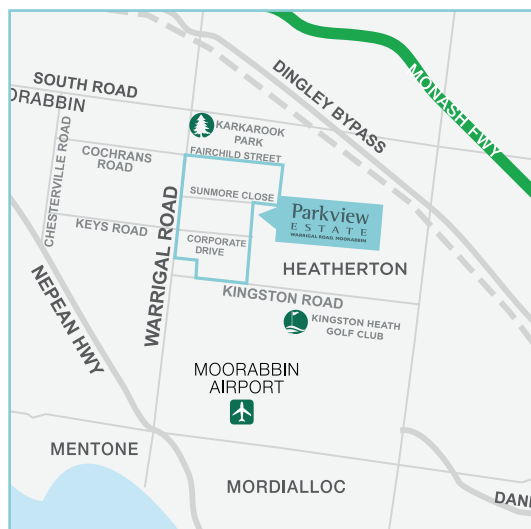 SOUTH ROAD
ORABBIN
DINGLEY BYPASS
MONASH HWY
KARKAROOK
PARK
FAIRCHILD STREET
CHESTERVILLE ROAD
COCHRANS
ROAD
SUNMORE CLOSE
Parkview
ESTATE
WARRIGAL ROAD, MOORABBIN
KEYS ROAD
WARRIGAL ROAD
CORPORATE
DRIVE
HEATHERTON
NEPEAN HWY
KINGSTON ROAD
KINGSTON HEATH
GOLF CLUB
MOORABBIN
AIRPORT
MENTONE
MORDIALLOC
DAN